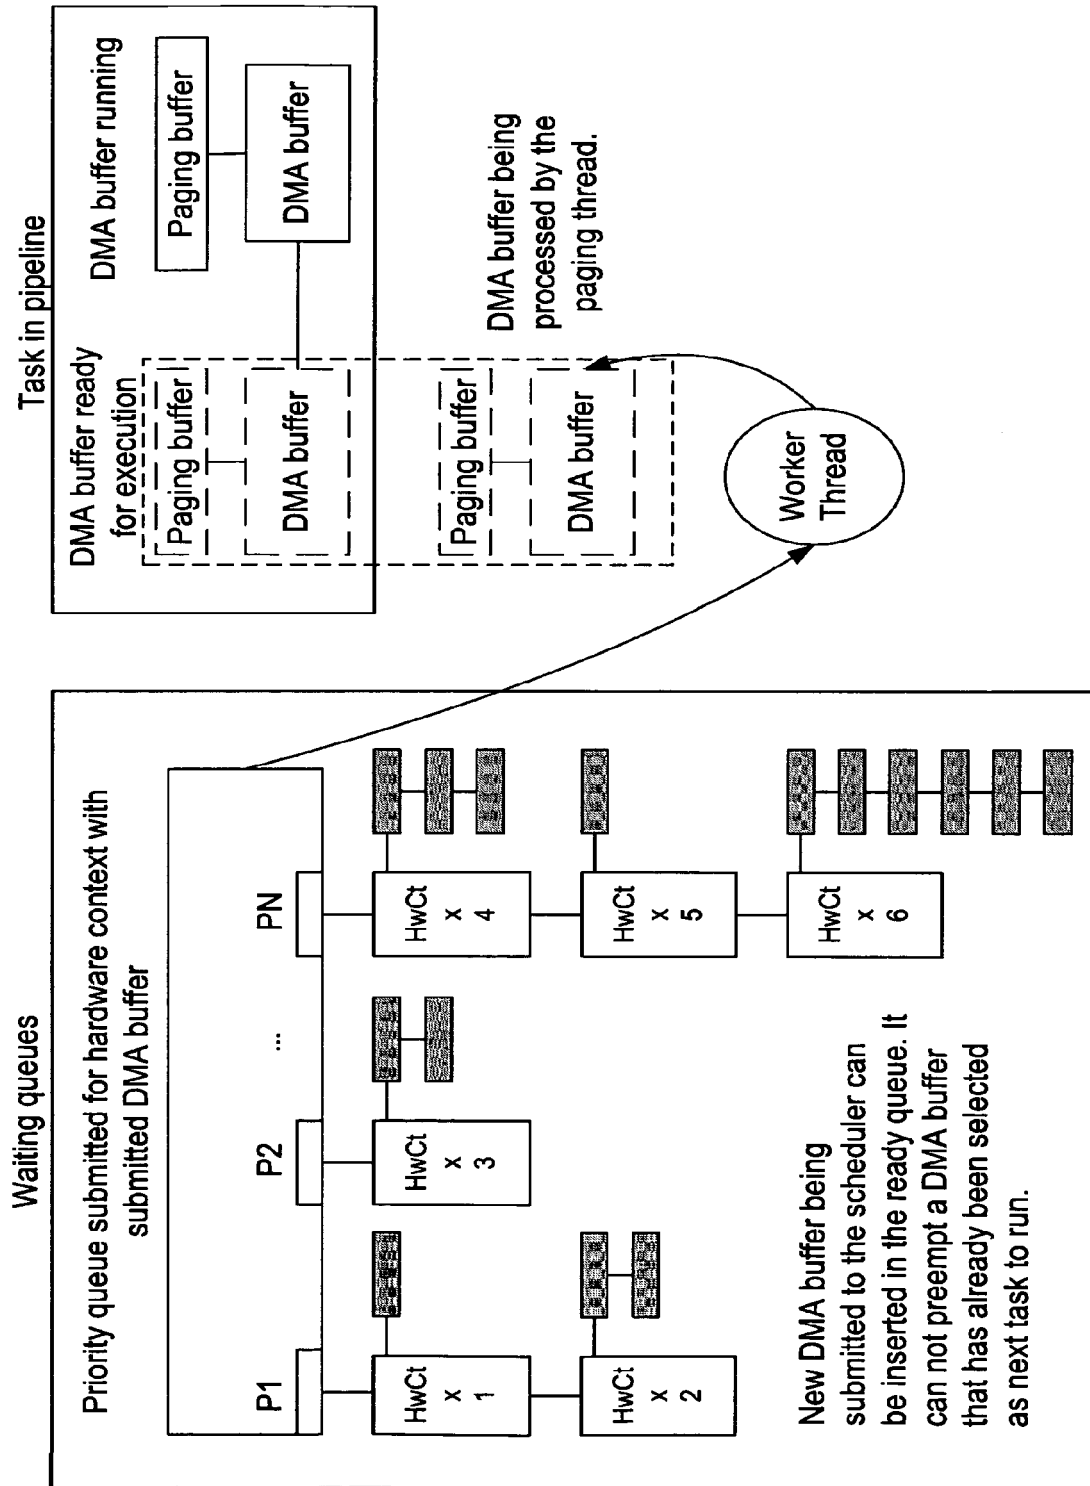 Waiting queues
Priority queue submitted for hardware context with
submitted DMA buffer
P1
P2
...
PN
HwCt
x
1
HwCt
x
2
HwCt
x
3
HwCt
x
4
HwCt
x
5
HwCt
x
6
New DMA buffer being
submitted to the scheduler can
be inserted in the ready queue. It
can not preempt a DMA buffer
that has already been selected
as next task to run.
Task in pipeline
DMA buffer ready
for execution
Paging buffer
DMA buffer
DMA buffer running
Paging buffer
DMA buffer
Paging buffer
DMA buffer
DMA buffer being
processed by the
paging thread.
Worker
Thread